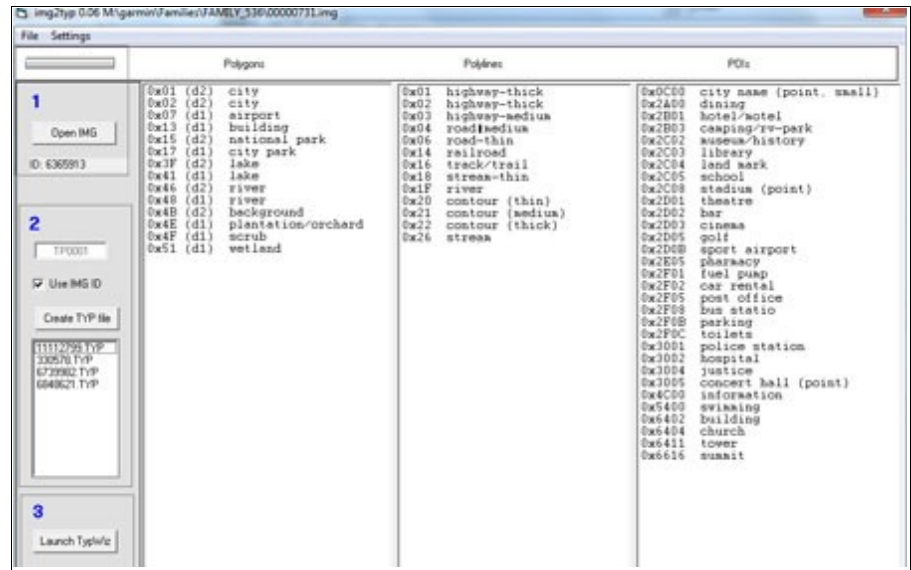 img2typ 0.06 M:\garmin\Families\FAMILY_536\00000731.img
File Settings
Polygons
Polylines
POIs
1
Open IMG
ID: 6365913
2
TP0001
Use IMG ID
Create TYP file
11112799.TYP
330578.TYP
6739982.TYP
6848621.TYP
3
Launch TypWiz
0x01 (d2) city
0x02 (d2) city
0x07 (d1) airport
0x13 (d1) building
0x15 (d2) national park
0x17 (d1) city park
0x3F (d2) lake
0x41 (d1) lake
0x46 (d2) river
0x48 (d1) river
0x4B (d2) background
0x4E (d1) plantation/orchard
0x4F (d1) scrub
0x51 (d1) wetland
0x01 highway-thick
0x02 highway-thick
0x03 highway-medium
0x04 road-medium
0x06 road-thin
0x14 railroad
0x16 track/trail
0x18 stream-thin
0x1F river
0x20 contour (thin)
0x21 contour (medium)
0x22 contour (thick)
0x26 stream
0x0C00 city name (point, small)
0x2A00 dining
0x2B01 hotel/motel
0x2B03 camping/rv-park
0x2C02 museum/history
0x2C03 library
0x2C04 land mark
0x2C05 school
0x2C08 stadium (point)
0x2D01 theatre
0x2D02 bar
0x2D03 cinema
0x2D05 golf
0x2D0B sport airport
0x2E05 pharmacy
0x2F01 fuel pump
0x2F02 car rental
0x2F05 post office
0x2F08 bus statio
0x2F0B parking
0x2F0C toilets
0x3001 police station
0x3002 hospital
0x3004 justice
0x3005 concert hall (point)
0x4C00 information
0x5400 swimming
0x6402 building
0x6404 church
0x6411 tower
0x6616 summit